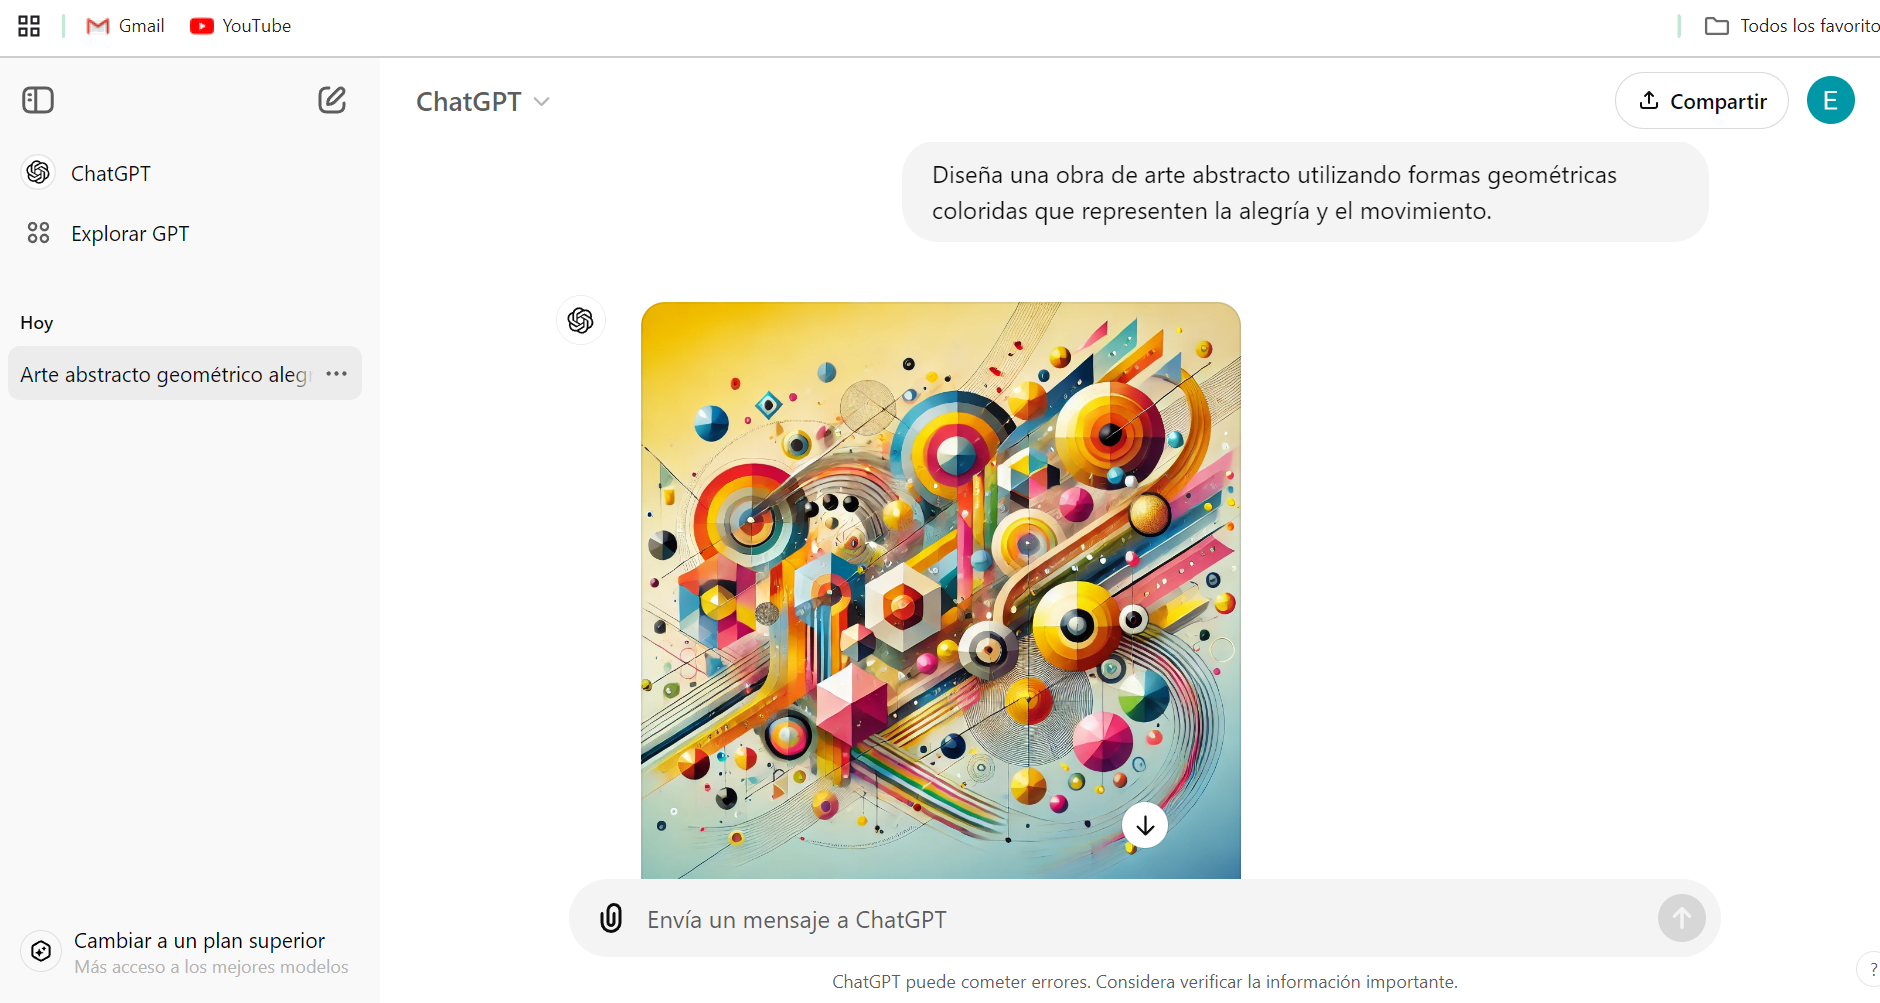 Gmail
YouTube
Todos los favorito
ChatGPT
Compartir
E
ChatGPT
Explorar GPT
Hoy
Arte abstracto geométrico alegr
Diseña una obra de arte abstracto utilizando formas geométricas
coloridas que representen la alegría y el movimiento.
Cambiar a un plan superior
Más acceso a los mejores modelos
Envía un mensaje a ChatGPT
ChatGPT puede cometer errores. Considera verificar la información importante.
?